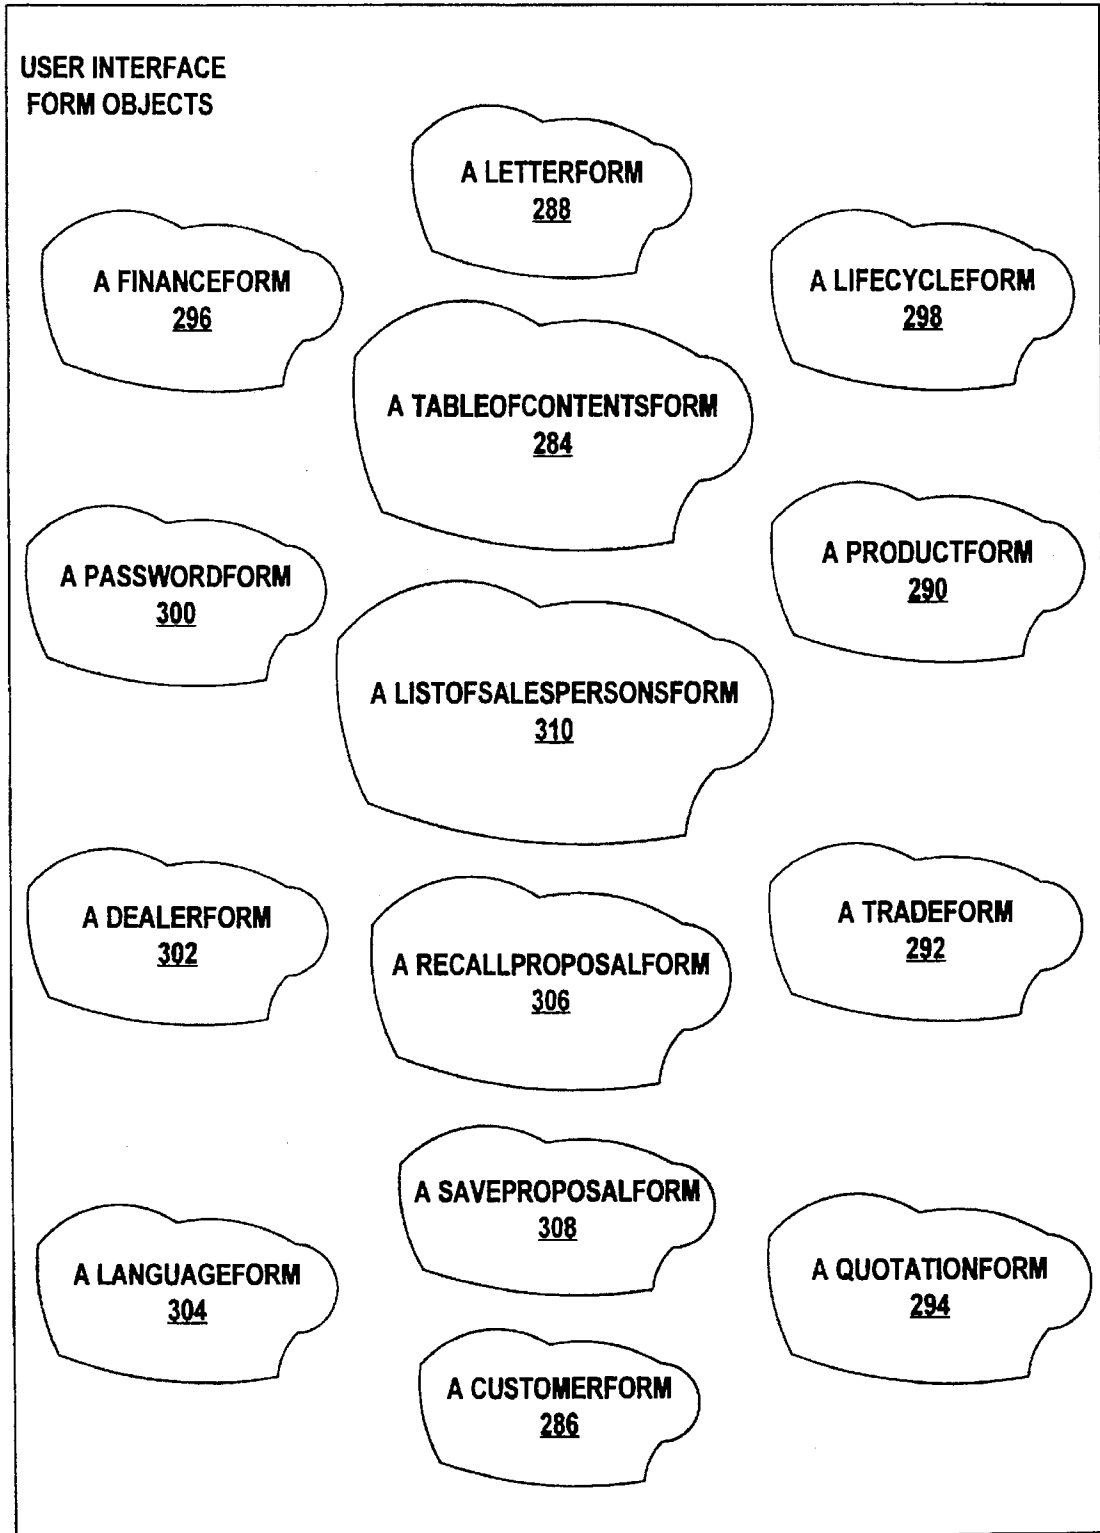 USER INTERFACE
FORM OBJECTS
A LETTERFORM
288
A FINANCEFORM
296
A LIFECYCLEFORM
298
A TABLEOFCONTENTSFORM
284
A PASSWORDFORM
300
A PRODUCTFORM
290
A LISTOFSALESPERSONSFORM
310
A DEALERFORM
302
A RECALLPROPOSALFORM
306
A TRADEFORM
292
A SAVEPROPOSALFORM
308
A LANGUAGEFORM
304
A QUOTATIONFORM
294
A CUSTOMERFORM
286